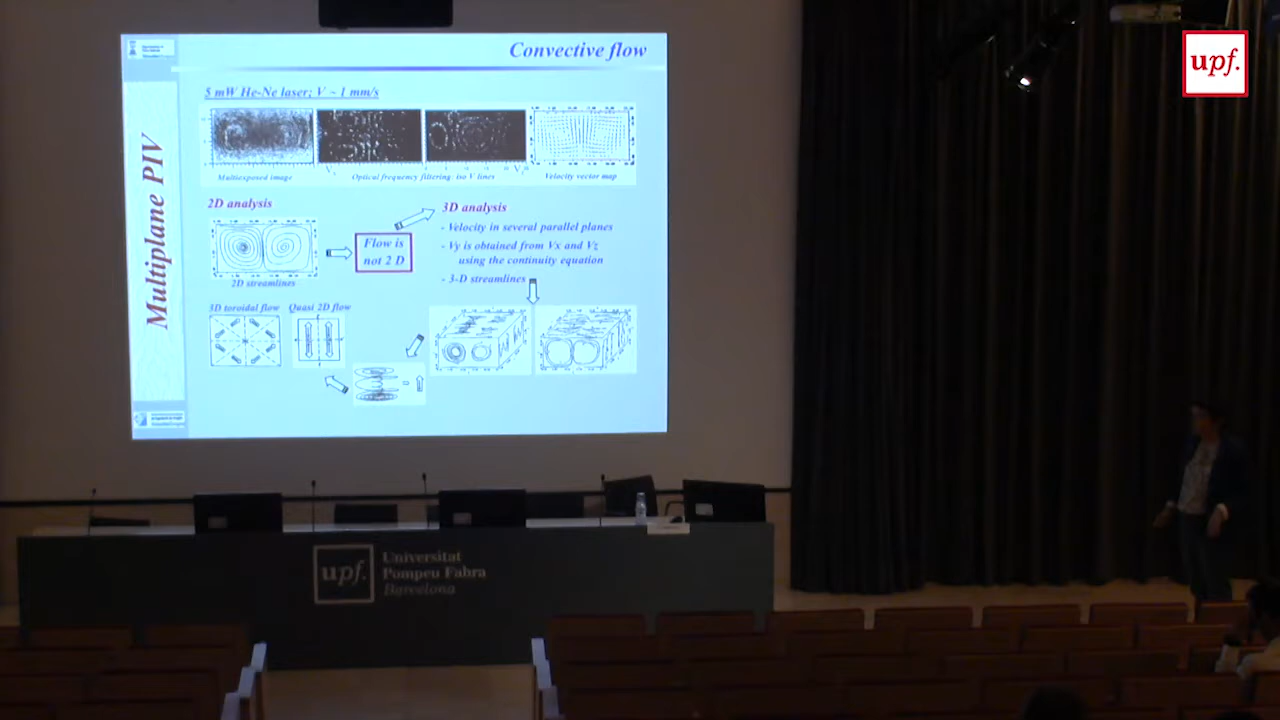 upf.
Convective flow
Multiplane PIV
5 mW He-Ne laser; V ~ 1 mm/s
Multiexposed image
Optical frequency filtering- iso V lines
Velocity vector map
2D analysis
2D streamlines
Flow is
not 2 D
3D analysis
- Velocity in several parallel planes
- Vy is obtained from Vx and Vz
using the continuity equation
- 3-D streamlines
3D toroidal flow
Quasi 2D flow
upf.
Universitat
Pompeu Fabra
Barcelona